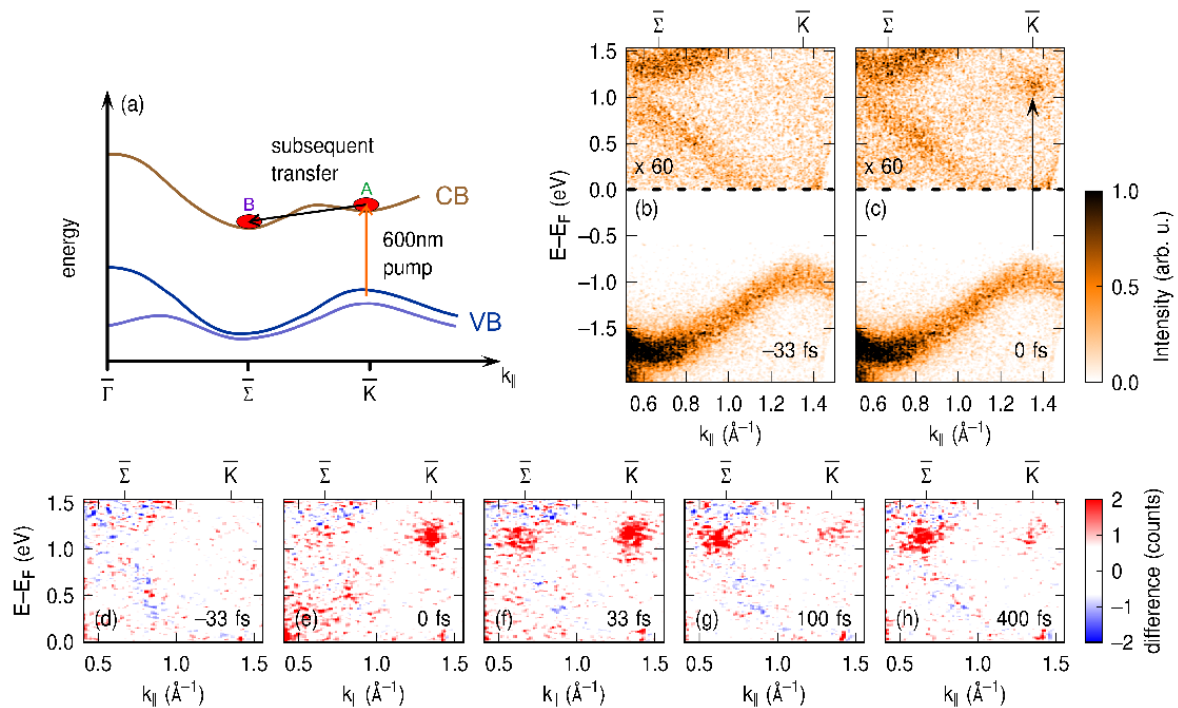 (a)
energy
subsequent
transfer
B
A
CB
600nm
pump
VB
Γ̅
Σ̅
K̅
k∥
Σ̅ K̅ Σ̅ K̅
1.5
1.0
0.5
0.0
−0.5
−1.0
−1.5
E−E_F (eV)
x 60
(b)
−33 fs
0.6 0.8 1.0 1.2 1.4
k∥ (Å⁻¹)
x 60
(c)
0 fs
0.6 0.8 1.0 1.2 1.4
k∥ (Å⁻¹)
1.0
0.5
0.0
Intensity (arb. u.)
Σ̅ K̅ Σ̅ K̅ Σ̅ K̅ Σ̅ K̅ Σ̅ K̅
1.5
1.0
0.5
0.0
E−E_F (eV)
(d) −33 fs
(e) 0 fs
(f) 33 fs
(g) 100 fs
(h) 400 fs
0.5 1.0 1.5
0.5 1.0 1.5
0.5 1.0 1.5
0.5 1.0 1.5
0.5 1.0 1.5
k∥ (Å⁻¹)
k| (Å⁻¹)
k| (Å⁻¹)
k∥ (Å⁻¹)
k∥ (Å⁻¹)
2
1
0
−1
−2
difference (counts)